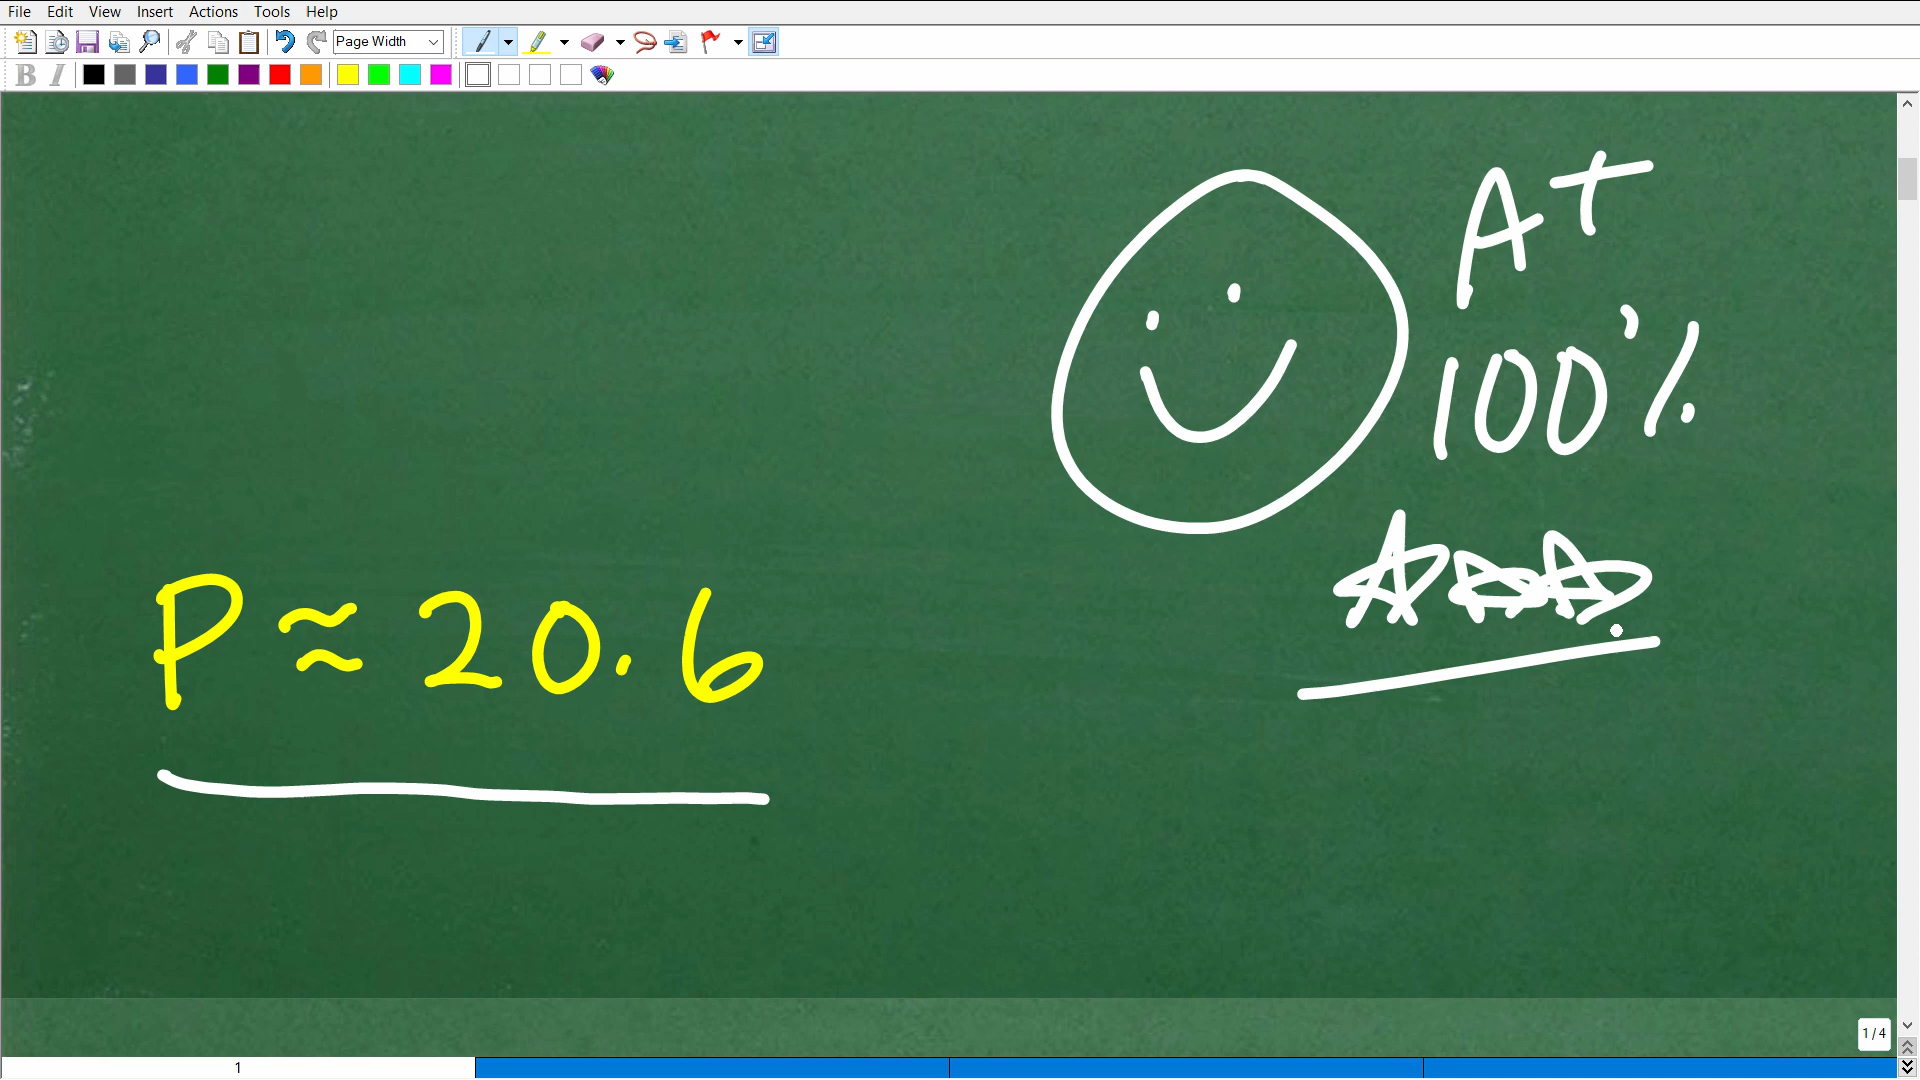 File Edit View Insert Actions Tools Help
Page Width
B I
A+
100%
P ≈ 20.6
1 / 4
1